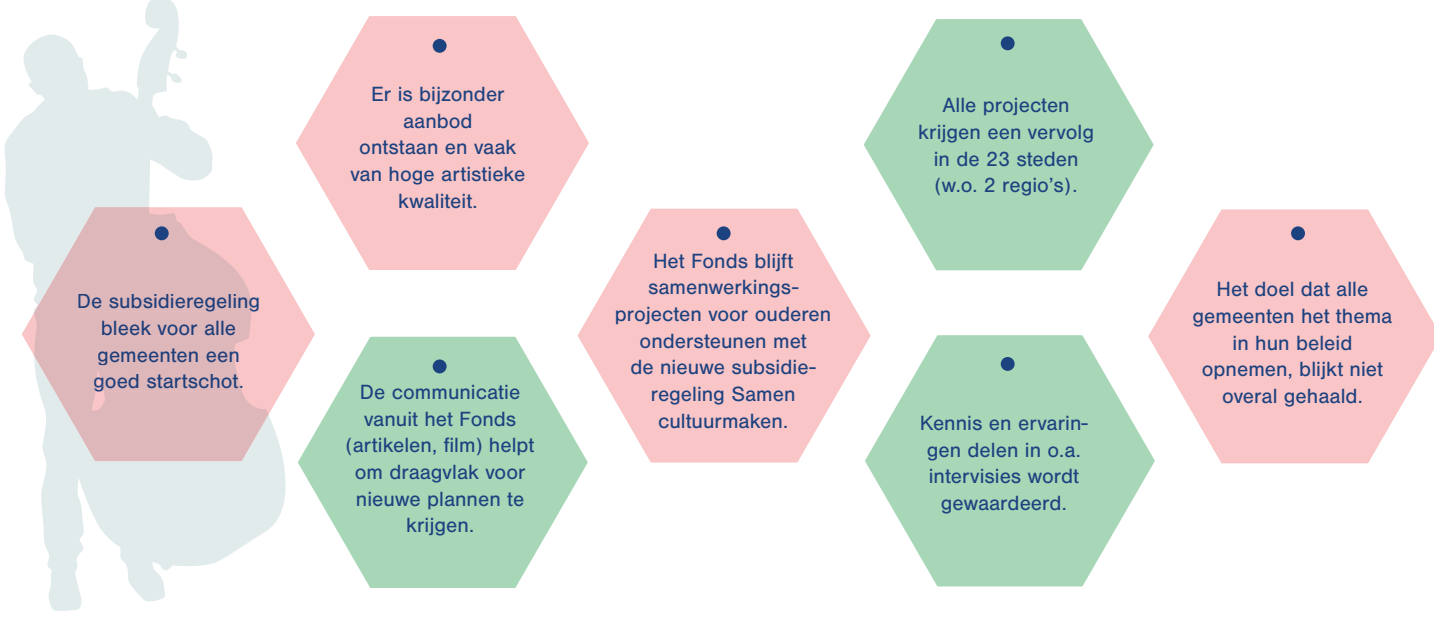 De subsidieregeling
bleek voor alle
gemeenten een
goed startschot.
Er is bijzonder
aanbod
ontstaan en vaak
van hoge artistieke
kwaliteit.
De communicatie
vanuit het Fonds
(artikelen, film) helpt
om draagvlak voor
nieuwe plannen te
krijgen.
Het Fonds blijft
samenwerkings-
projecten voor ouderen
ondersteunen met
de nieuwe subsidie-
regeling Samen
cultuurmaken.
Alle projecten
krijgen een vervolg
in de 23 steden
(w.o. 2 regio's).
Kennis en ervarin-
gen delen in o.a.
intervisies wordt
gewaardeerd.
Het doel dat alle
gemeenten het thema
in hun beleid
opnemen, blijkt niet
overal gehaald.